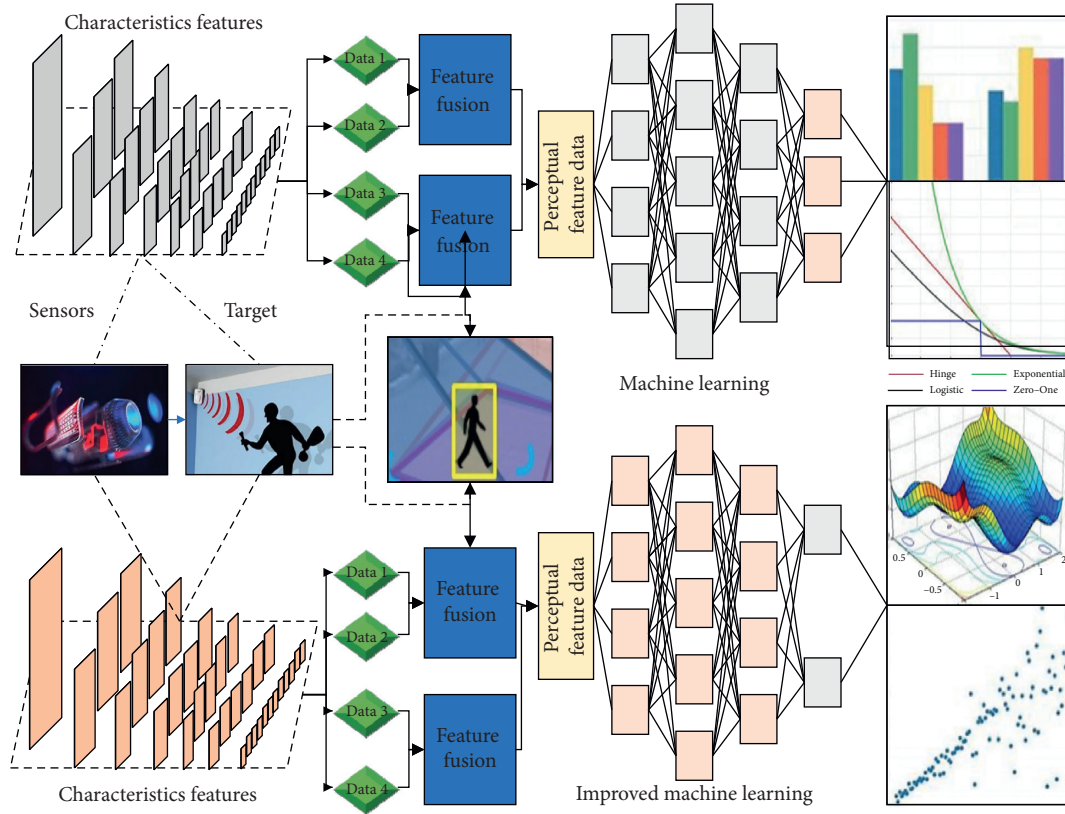 Characteristics features
Data 1
Data 2
Data 3
Data 4
Feature
fusion
Feature
fusion
Perceptual
feature data
Machine learning
Hinge
Exponential
Logistic
Zero–One
Sensors
Target
Data 1
Data 2
Data 3
Data 4
Feature
fusion
Feature
fusion
Perceptual
feature data
Improved machine learning
Characteristics features
0.5
0
−0.5
−1
0
1
2